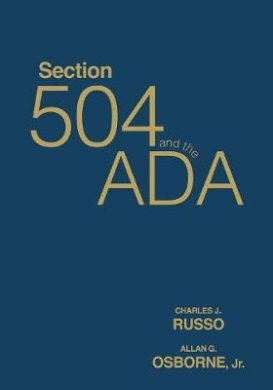 Section
504
and the
ADA
CHARLES J.
RUSSO
ALLAN G.
OSBORNE, Jr.